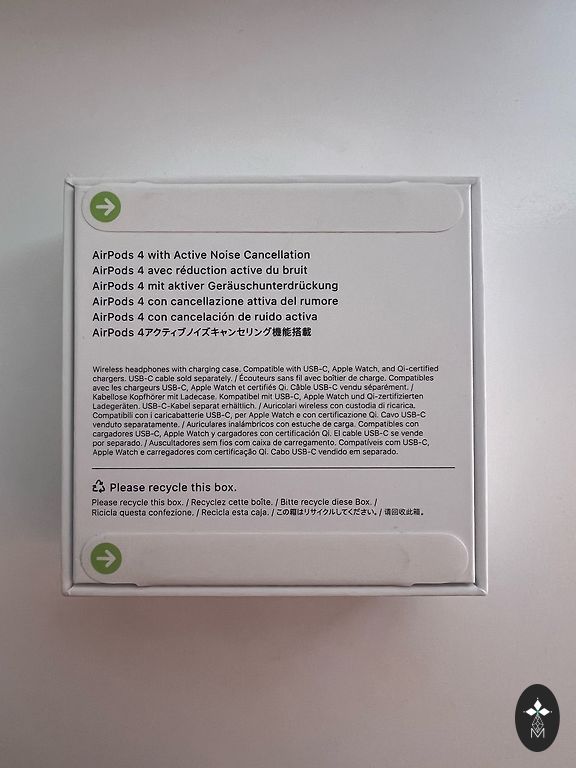 AirPods 4 with Active Noise Cancellation
AirPods 4 avec réduction active du bruit
AirPods 4 mit aktiver Geräuschunterdrückung
AirPods 4 con cancellazione attiva del rumore
AirPods 4 con cancelación de ruido activa
AirPods 4アクティブノイズキャンセリング機能搭載
Wireless headphones with charging case. Compatible with USB-C, Apple Watch, and Qi-certified
chargers. USB-C cable sold separately. / Écouteurs sans fil avec boîtier de charge. Compatibles
avec les chargeurs USB-C, Apple Watch et certifiés Qi. Câble USB-C vendu séparément. /
Kabellose Kopfhörer mit Ladecase. Kompatibel mit USB-C, Apple Watch und Qi-zertifizierten
Ladegeräten. USB-C-Kabel separat erhältlich. / Auricolari wireless con custodia di ricarica.
Compatibili con i caricabatterie USB-C, per Apple Watch e con certificazione Qi. Cavo USB-C
venduto separatamente. / Auriculares inalámbricos con estuche de carga. Compatibles con
cargadores USB-C, Apple Watch y cargadores con certificación Qi. El cable USB-C se vende
por separado. / Auscultadores sem fios com caixa de carregamento. Compatíveis com USB-C,
Apple Watch e carregadores com certificação Qi. Cabo USB-C vendido em separado.
Please recycle this box.
Please recycle this box. / Recyclez cette boîte. / Bitte recycle diese Box. /
Ricicla questa confezione. / Recicla esta caja. / この箱はリサイクルしてください。/ 请回收此箱。
M